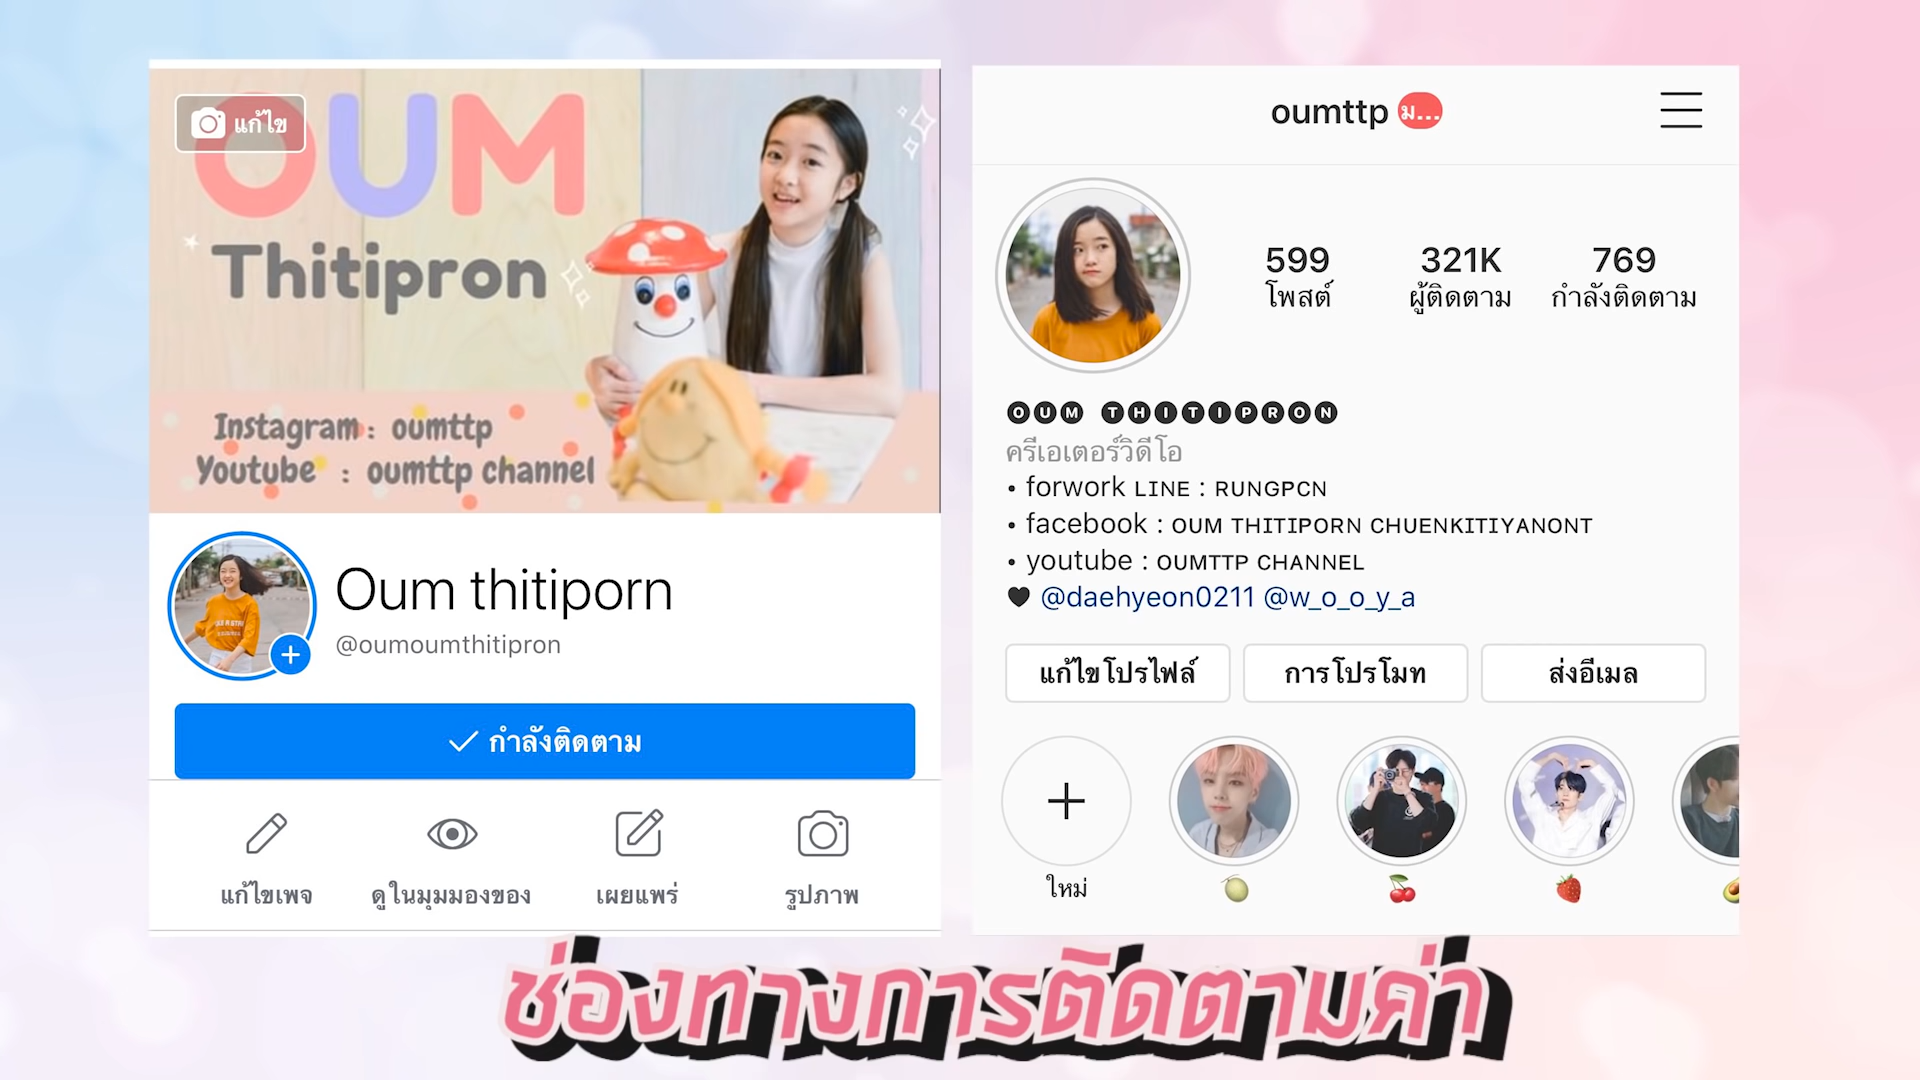 แก้ไข
OUM
Thitipron
Instagram : oumttp
Youtube : oumttp channel
Oum thitiporn
@oumoumthitipron
กำลังติดตาม
แก้ไขเพจ
ดูในมุมมองของ
เผยแพร่
รูปภาพ
oumttp ม...
599
โพสต์
321K
ผู้ติดตาม
769
กำลังติดตาม
OUM THITIPRON
ครีเอเตอร์วิดีโอ
• forwork LINE : RUNGPCN
• facebook : OUM THITIPORN CHUENKITIYANONT
• youtube : OUMTTP CHANNEL
🖤 @daehyeon0211 @w_o_o_y_a
แก้ไขโปรไฟล์
การโปรโมท
ส่งอีเมล
ใหม่
ช่องทางการติดตามค่า